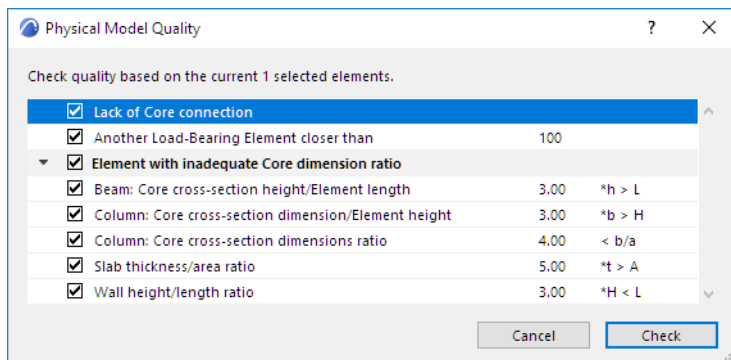 Physical Model Quality ?
Check quality based on the current 1 selected elements.
Lack of Core connection
Another Load-Bearing Element closer than 100
Element with inadequate Core dimension ratio
Beam: Core cross-section height/Element length 3.00 *h > L
Column: Core cross-section dimension/Element height 3.00 *b > H
Column: Core cross-section dimensions ratio 4.00 < b/a
Slab thickness/area ratio 5.00 *t > A
Wall height/length ratio 3.00 *H < L
Cancel Check